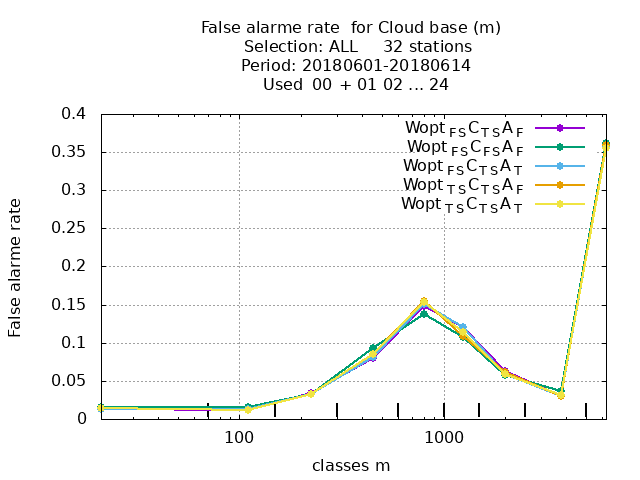 False alarme rate  for Cloud base (m)
Selection: ALL     32 stations
Period: 20180601-20180614
Used  00 + 01 02 ... 24
False alarme rate
0.4
0.35
0.3
0.25
0.2
0.15
0.1
0.05
0
Wopt FS C TS A F
Wopt FS C FS A F
Wopt FS C TS A T
Wopt TS C TS A F
Wopt TS C TS A T
100
1000
classes m